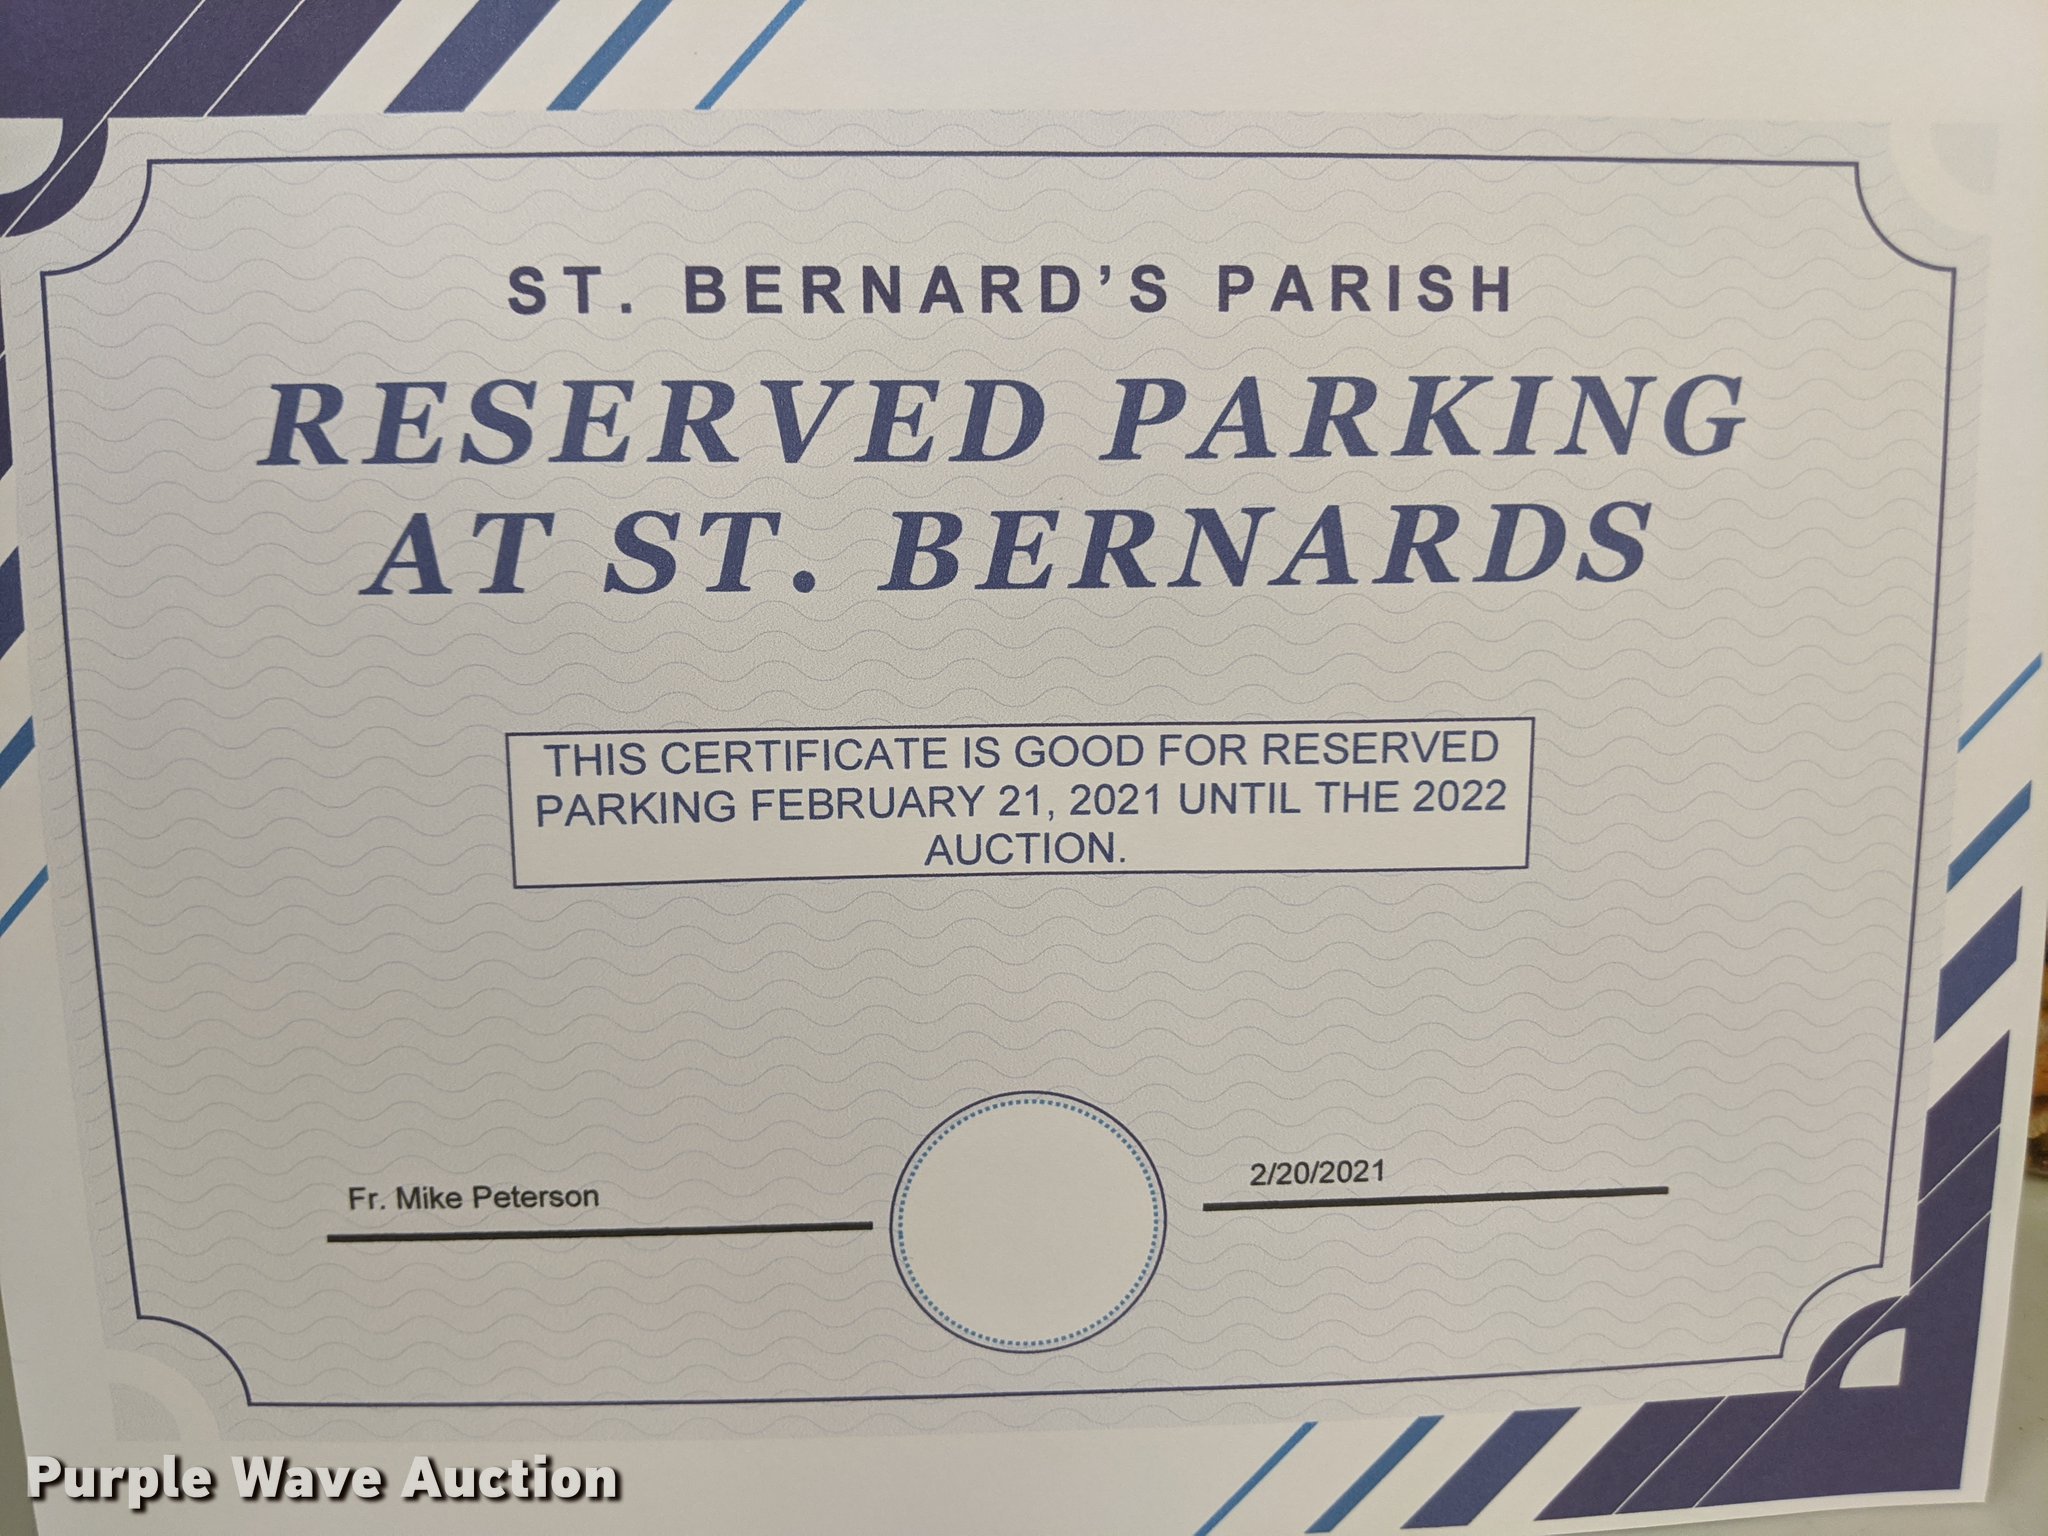 ST. BERNARD'S PARISH
RESERVED PARKING
AT ST. BERNARDS
THIS CERTIFICATE IS GOOD FOR RESERVED
PARKING FEBRUARY 21, 2021 UNTIL THE 2022
AUCTION.
Fr. Mike Peterson
2/20/2021
Purple Wave Auction